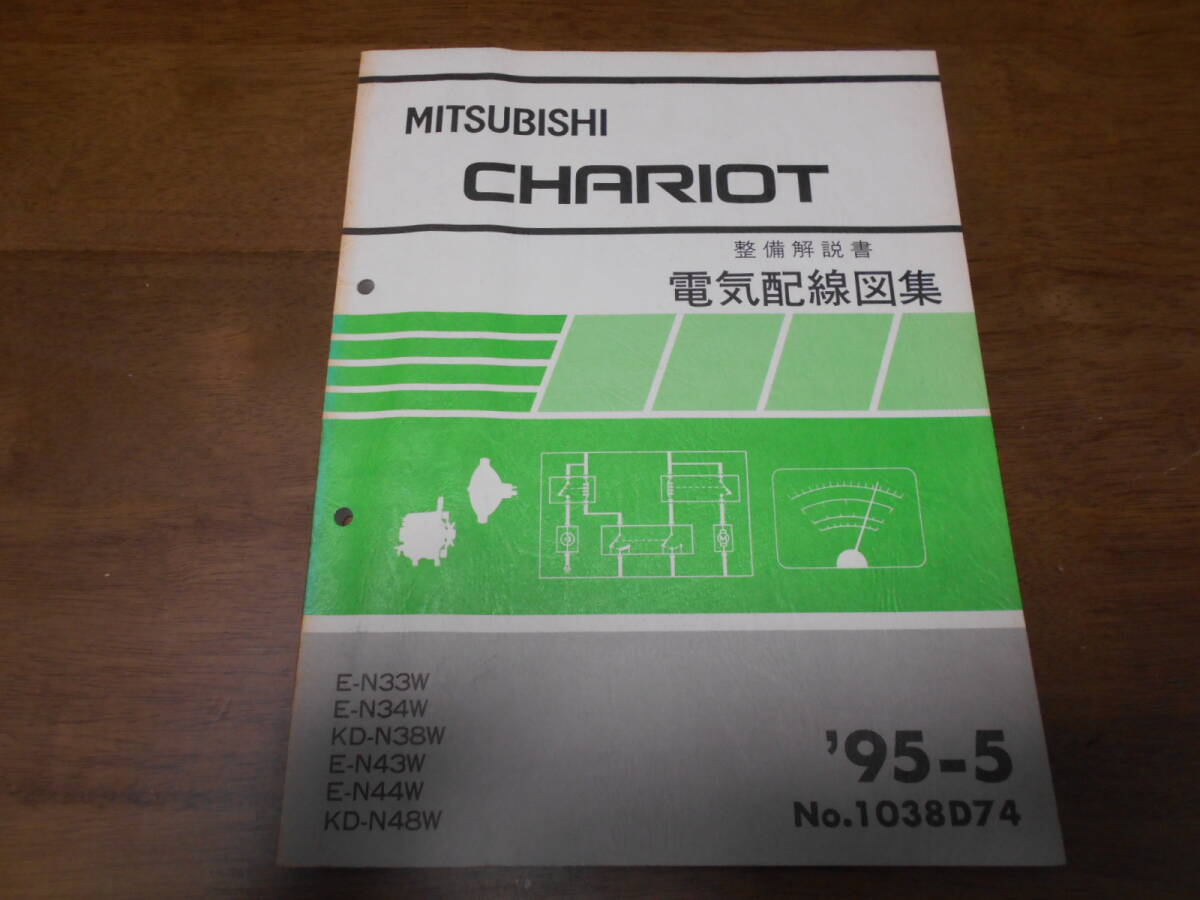 MITSUBISHI
CHARIOT
整備解説書
電気配線図集
E-N33W
E-N34W
KD-N38W
E-N43W
E-N44W
KD-N48W
'95-5
No.1038D74